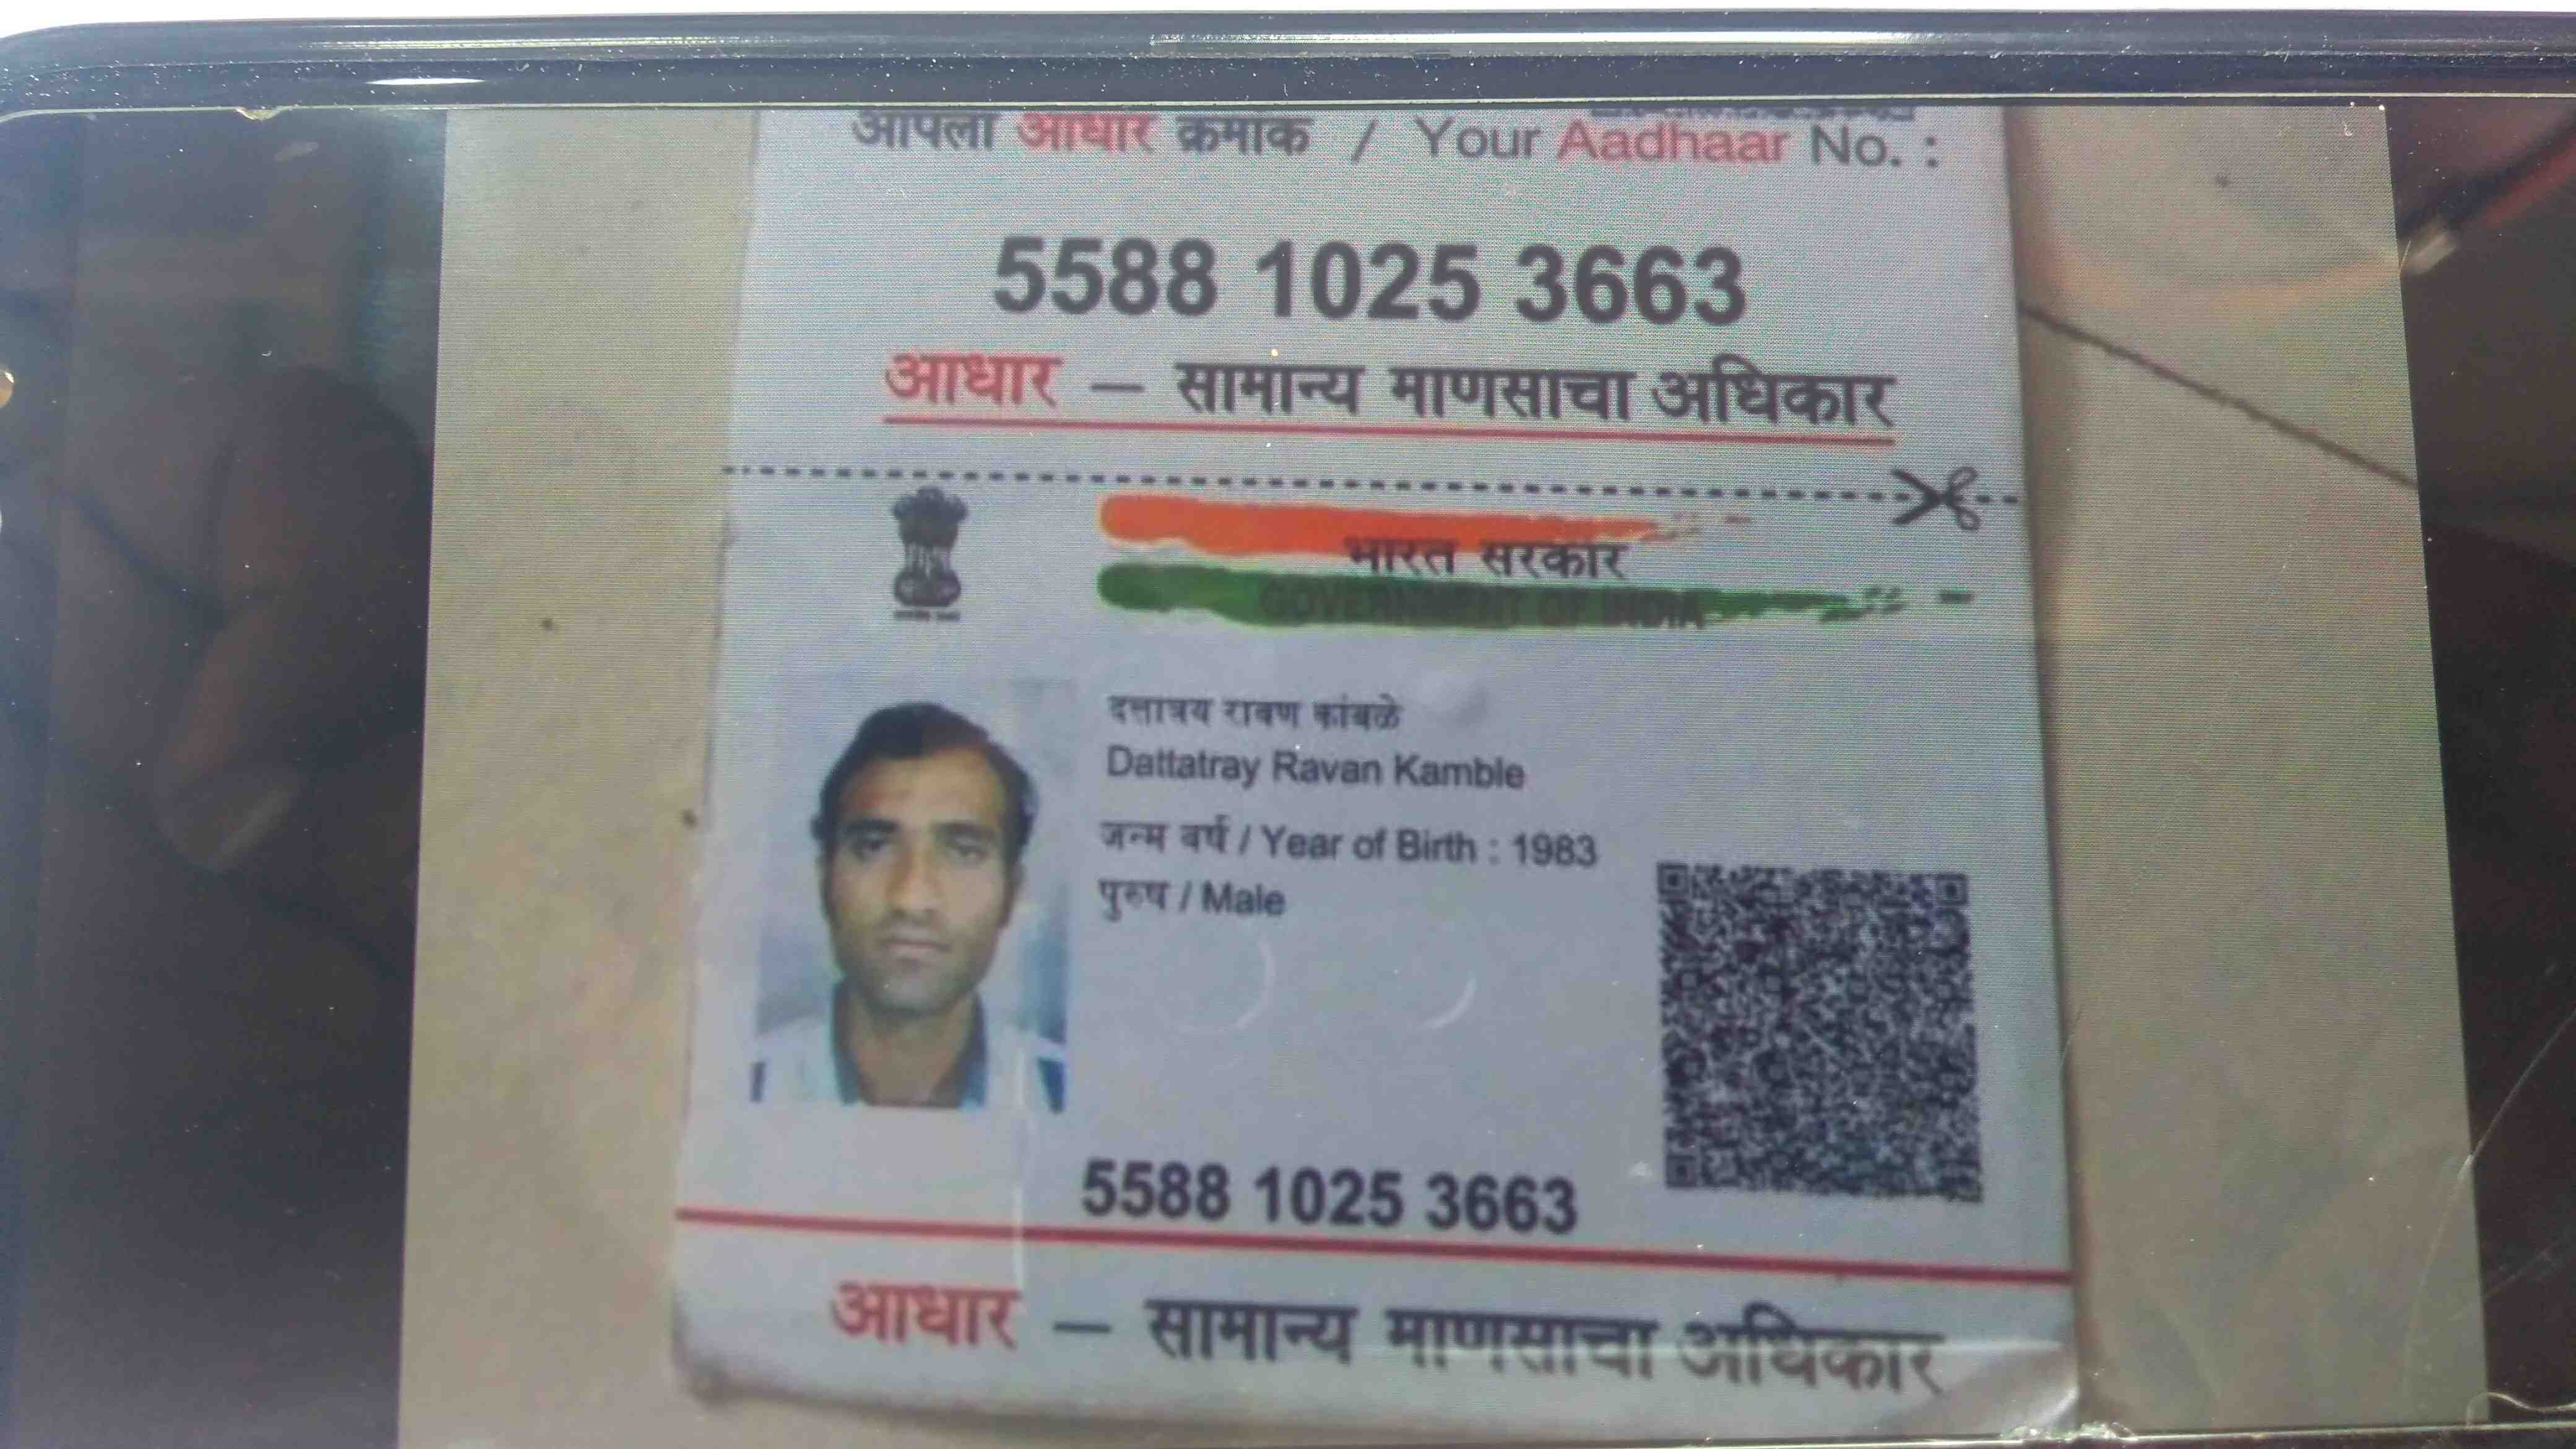 आपला आधार क्रमांक / Your Aadhaar No. :
5588 1025 3663
आधार — सामान्य माणसाचा अधिकार
भारत सरकार
GOVERNMENT OF INDIA
दत्तात्रय रावण कांबळे
Dattatray Ravan Kamble
जन्म वर्ष / Year of Birth : 1983
पुरुष / Male
5588 1025 3663
आधार — सामान्य माणसाचा अधिकार